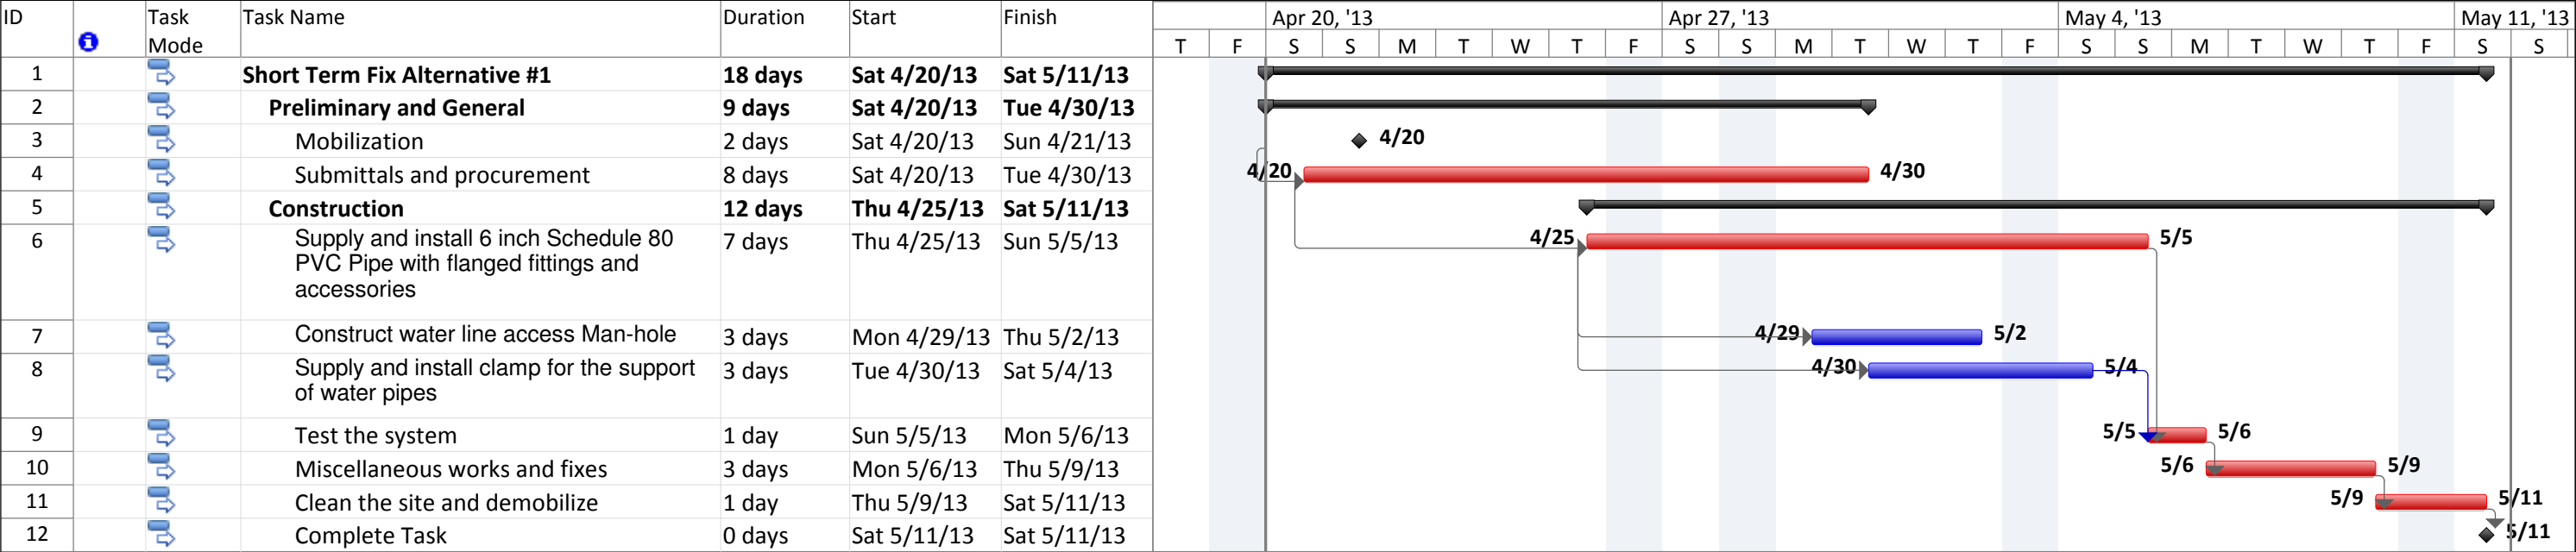 ID Task Mode Task Name Duration Start Finish Apr 20, '13 Apr 27, '13 May 4, '13 May 11, '13
T F S S M T W T F S S M T W T F S S M T W T F S S
1 Short Term Fix Alternative #1 18 days Sat 4/20/13 Sat 5/11/13
2 Preliminary and General 9 days Sat 4/20/13 Tue 4/30/13
3 Mobilization 2 days Sat 4/20/13 Sun 4/21/13 4/20
4 Submittals and procurement 8 days Sat 4/20/13 Tue 4/30/13 4/20 4/30
5 Construction 12 days Thu 4/25/13 Sat 5/11/13
6 Supply and install 6 inch Schedule 80 7 days Thu 4/25/13 Sun 5/5/13 4/25 5/5
PVC Pipe with flanged fittings and
accessories
7 Construct water line access Man-hole 3 days Mon 4/29/13 Thu 5/2/13 4/29 5/2
8 Supply and install clamp for the support 3 days Tue 4/30/13 Sat 5/4/13 4/30 5/4
of water pipes
9 Test the system 1 day Sun 5/5/13 Mon 5/6/13 5/5 5/6
10 Miscellaneous works and fixes 3 days Mon 5/6/13 Thu 5/9/13 5/6 5/9
11 Clean the site and demobilize 1 day Thu 5/9/13 Sat 5/11/13 5/9 5/11
12 Complete Task 0 days Sat 5/11/13 Sat 5/11/13 5/11